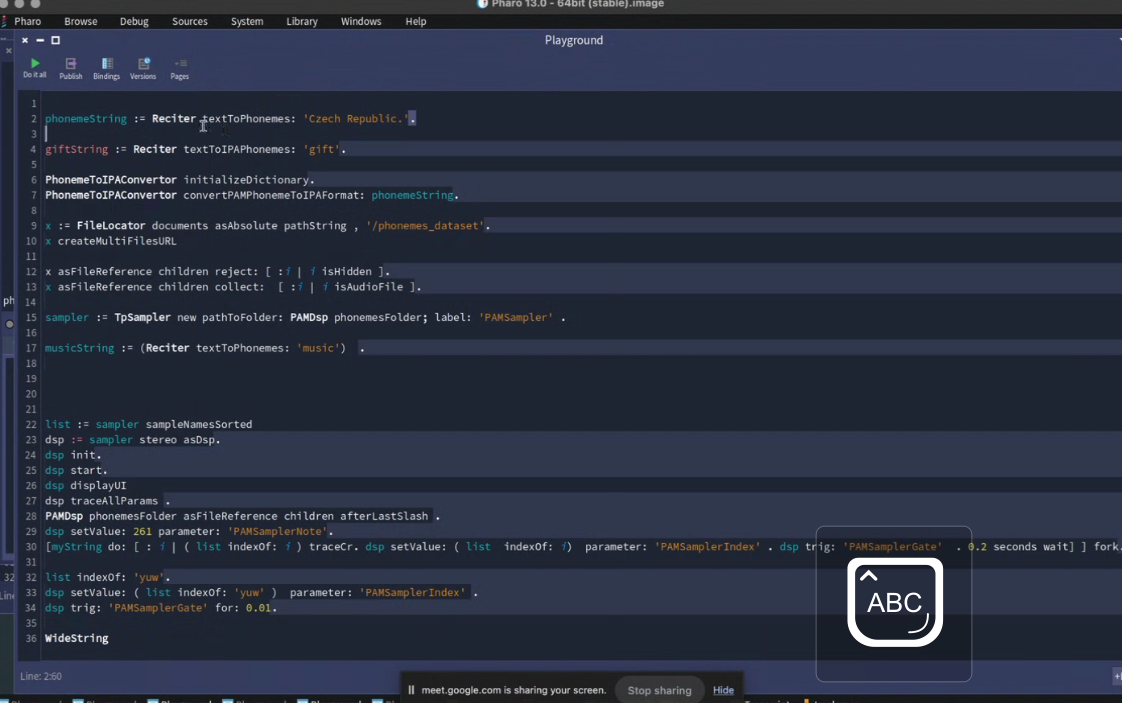 Pharo 13.0 - 64bit (stable).image
Pharo Browse Debug Sources System Library Windows Help
Playground
Do it all Publish Bindings Versions Pages
1
2 phonemeString := Reciter textToPhonemes: 'Czech Republic.'.
3
4 giftString := Reciter textToIPAPhonemes: 'gift'.
5
6 PhonemeToIPAConvertor initializeDictionary.
7 PhonemeToIPAConvertor convertPAMPhonemeToIPAFormat: phonemeString.
8
9 x := FileLocator documents asAbsolute pathString , '/phonemes_dataset'.
10 x createMultiFilesURL
11
12 x asFileReference children reject: [ :i | i isHidden ].
13 x asFileReference children collect: [ :i | i isAudioFile ].
14
15 sampler := TpSampler new pathToFolder: PAMDsp phonemesFolder; label: 'PAMSampler' .
16
17 musicString := (Reciter textToPhonemes: 'music') .
18
19
20
21
22 list := sampler sampleNamesSorted
23 dsp := sampler stereo asDsp.
24 dsp init.
25 dsp start.
26 dsp displayUI
27 dsp traceAllParams .
28 PAMDsp phonemesFolder asFileReference children afterLastSlash .
29 dsp setValue: 261 parameter: 'PAMSamplerNote'.
30 [myString do: [ : i | ( list indexOf: i ) traceCr. dsp setValue: ( list indexOf: i) parameter: 'PAMSamplerIndex' . dsp trig: 'PAMSamplerGate' . 0.2 seconds wait] ] fork.
31
32 list indexOf: 'yuw'.
33 dsp setValue: ( list indexOf: 'yuw' ) parameter: 'PAMSamplerIndex' .
34 dsp trig: 'PAMSamplerGate' for: 0.01.
35
36 WideString
ABC
Line: 2:60
meet.google.com is sharing your screen. Stop sharing Hide